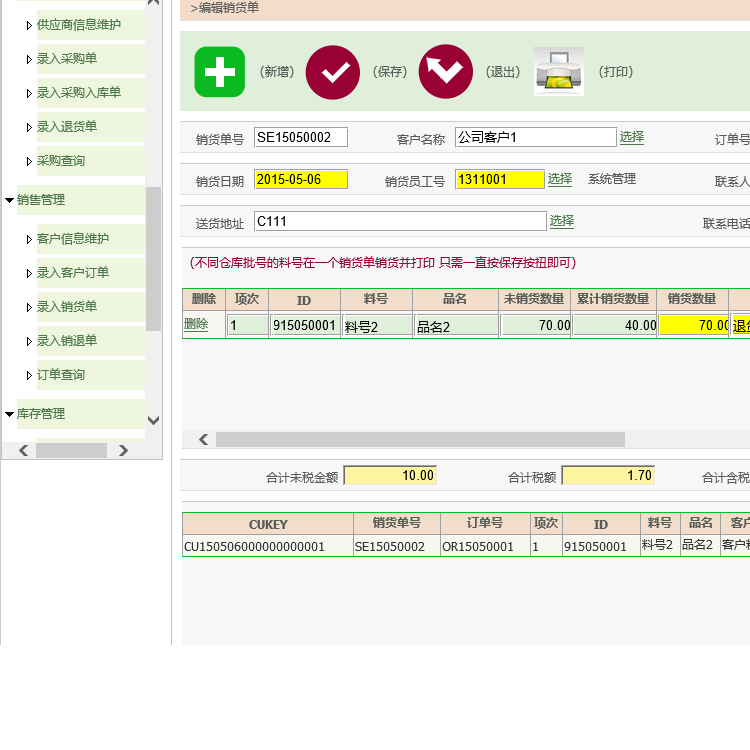 供应商信息维护
录入采购单
录入采购入库单
录入退货单
采购查询
销售管理
客户信息维护
录入客户订单
录入销货单
录入销退单
订单查询
库存管理
>编辑销货单
(新增) (保存) (退出) (打印)
销货单号 SE15050002 客户名称 公司客户1 选择 订单号
销货日期 2015-05-06 销货员工号 1311001 选择 系统管理 联系人
送货地址 C111 选择 联系电话
(不同仓库批号的料号在一个销货单销货并打印 只需一直按保存按扭即可)
删除 项次 ID 料号 品名 未销货数量 累计销货数量 销货数量
删除 1 915050001 料号2 品名2 70.00 40.00 70.00 退
合计未税金额 10.00 合计税额 1.70 合计含税
CUKEY 销货单号 订单号 项次 ID 料号 品名 客户
CU150506000000000001 SE15050002 OR15050001 1 915050001 料号2 品名2 客户料